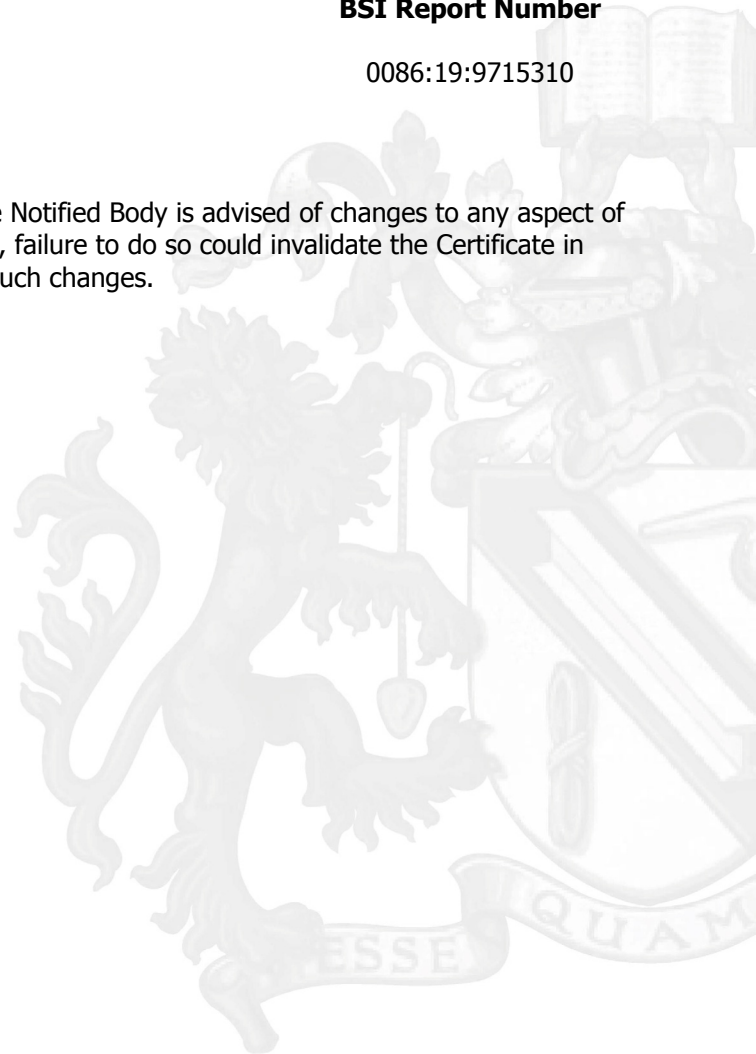 BSI Report Number
0086:19:9715310
Notified Body is advised of changes to any aspect of
, failure to do so could invalidate the Certificate in
uch changes.
ESSE
QUAM